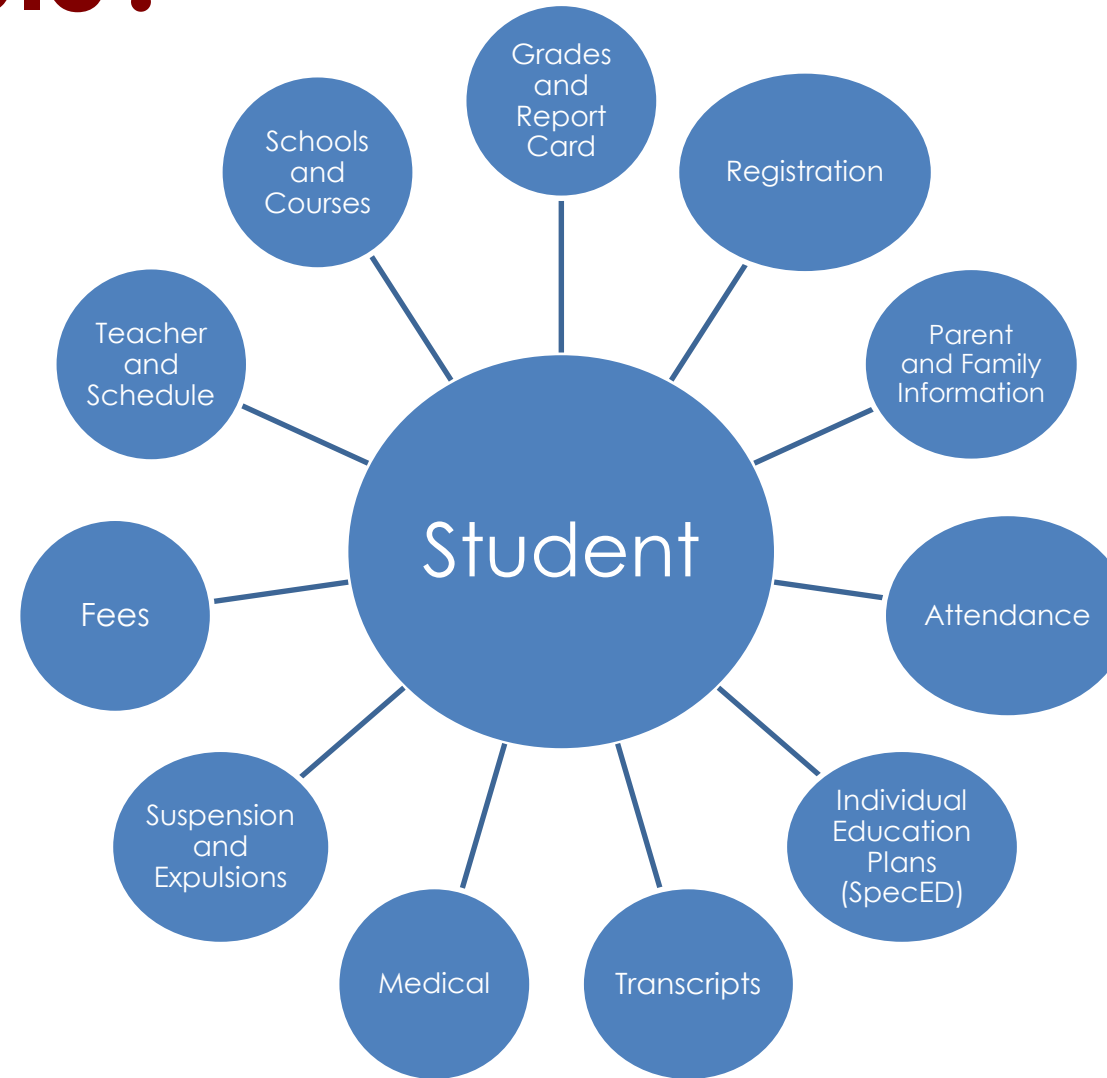 Grades
and
Report
Card
Registration
Parent
and Family
Information
Attendance
Individual
Education
Plans
(SpecED)
Transcripts
Medical
Suspension
and
Expulsions
Fees
Teacher
and
Schedule
Schools
and
Courses
Student